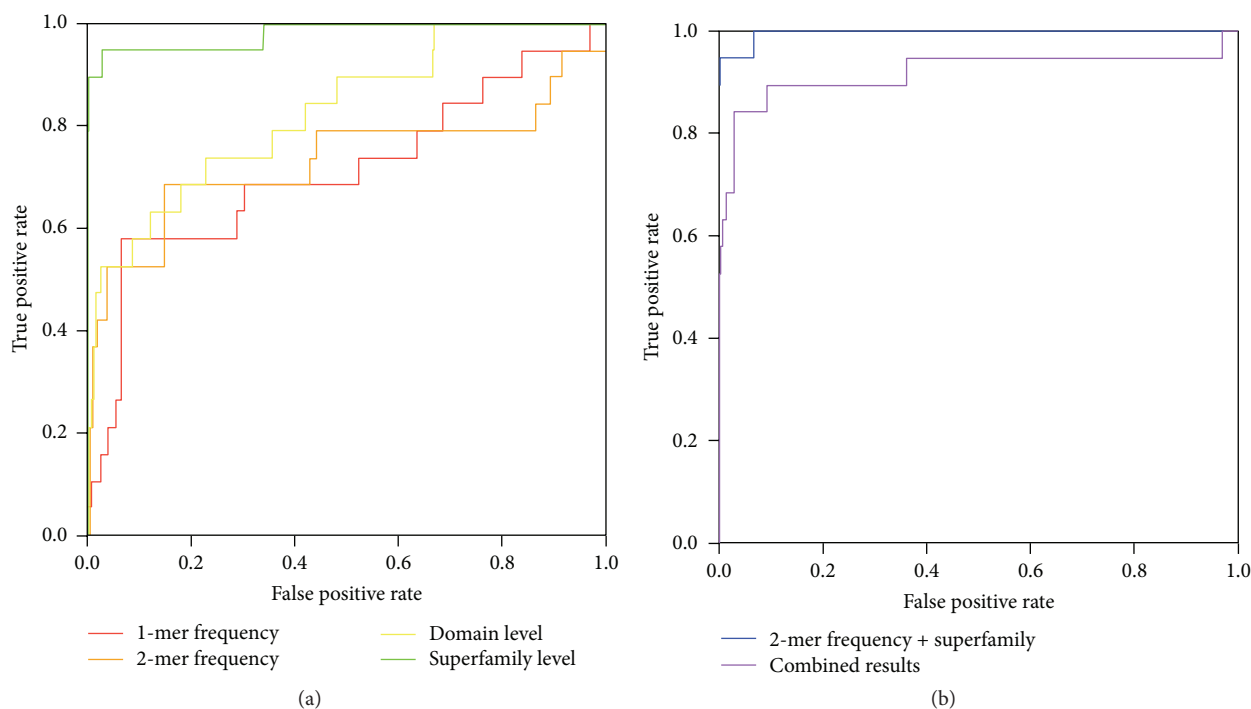 1.0
0.8
0.6
0.4
0.2
0.0
True positive rate
0.0 0.2 0.4 0.6 0.8 1.0
False positive rate
1-mer frequency
2-mer frequency
Domain level
Superfamily level
(a)
1.0
0.8
0.6
0.4
0.2
0.0
True positive rate
0.0 0.2 0.4 0.6 0.8 1.0
False positive rate
2-mer frequency + superfamily
Combined results
(b)